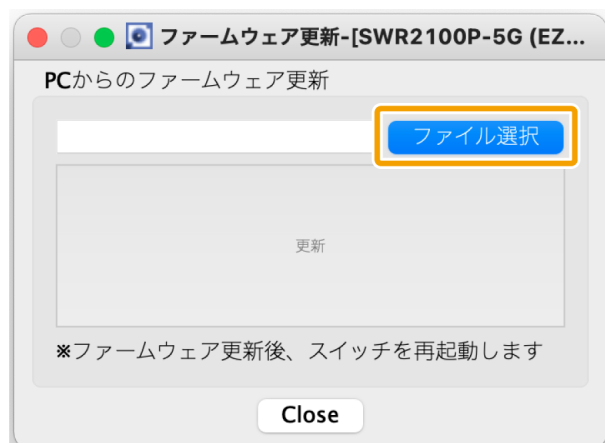 ファームウェア更新-[SWR2100P-5G (EZ...
PCからのファームウェア更新
ファイル選択
更新
※ファームウェア更新後、スイッチを再起動します
Close